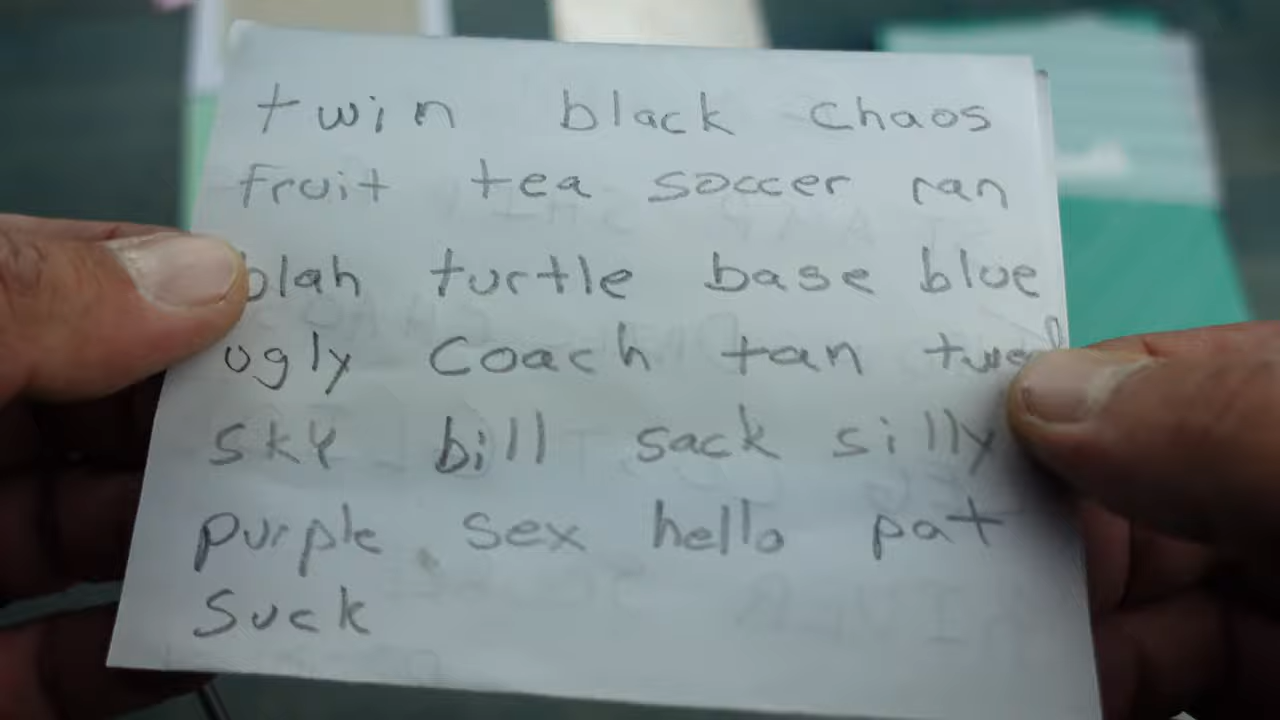 twin black chaos
fruit tea soccer ran
blah turtle base blue
ugly coach tan
sky bill sack silly
purple sex hello pat
suck